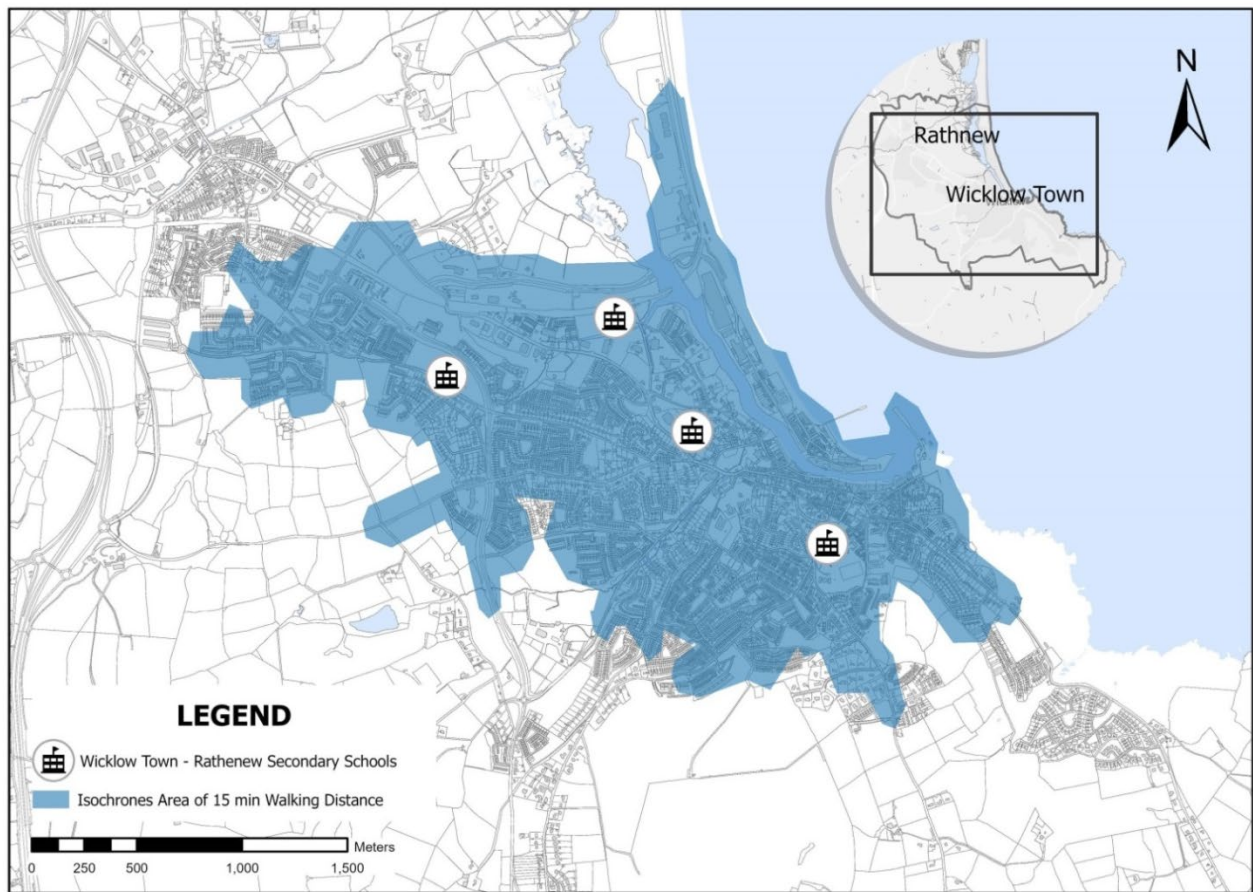 N
Rathnew
Wicklow Town
LEGEND
Wicklow Town - Rathenew Secondary Schools
Isochrones Area of 15 min Walking Distance
Meters
0 250 500 1,000 1,500